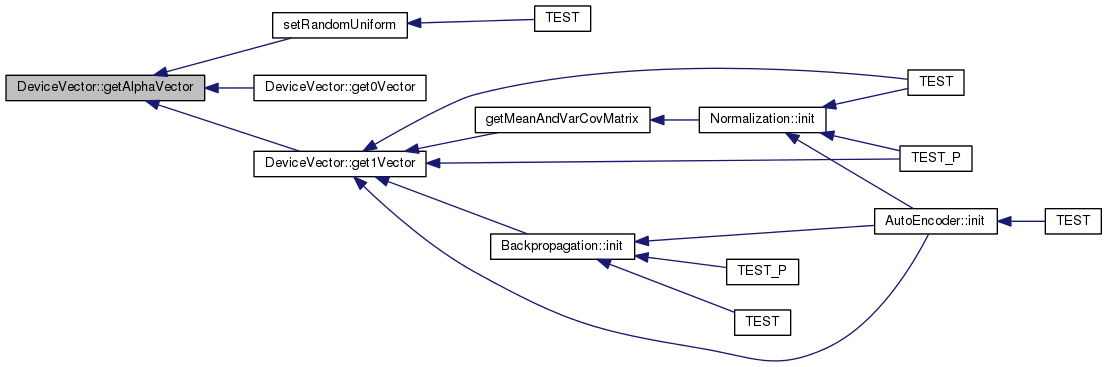 setRandomUniform
TEST
DeviceVector::getAlphaVector
DeviceVector::get0Vector
TEST
getMeanAndVarCovMatrix
Normalization::init
DeviceVector::get1Vector
TEST_P
AutoEncoder::init
TEST
Backpropagation::init
TEST_P
TEST